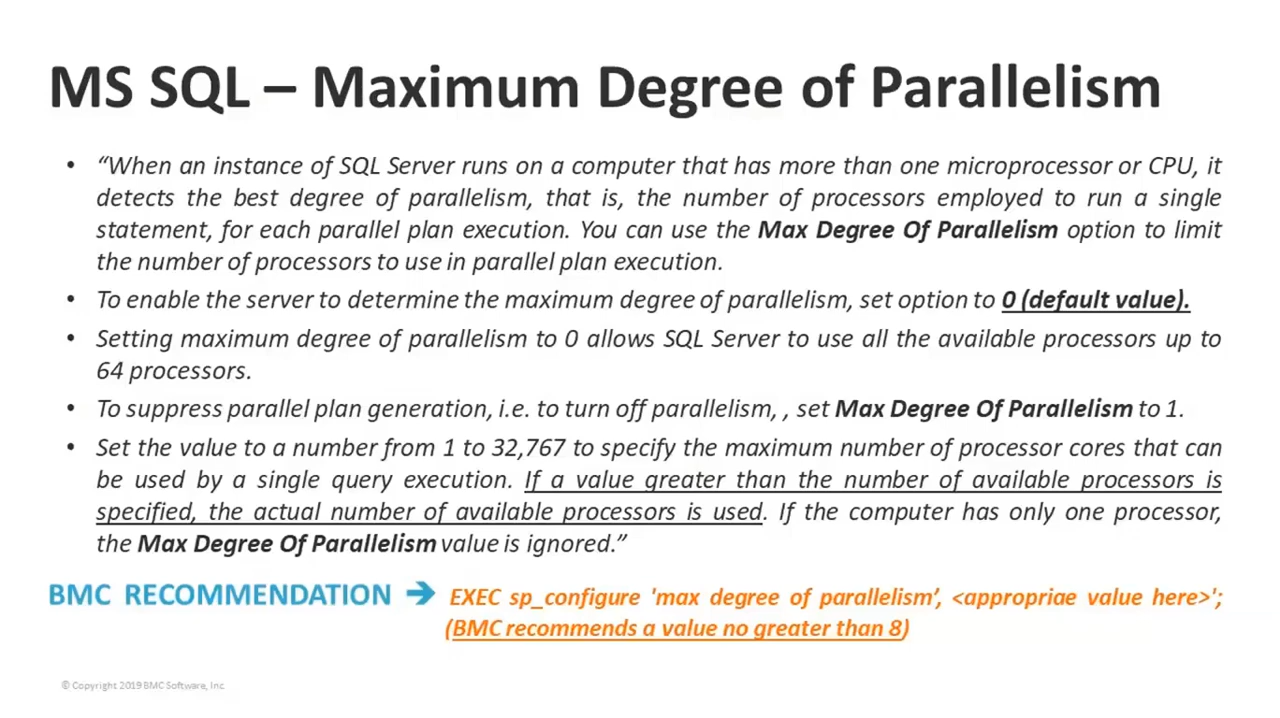 MS SQL – Maximum Degree of Parallelism
• “When an instance of SQL Server runs on a computer that has more than one microprocessor or CPU, it
detects the best degree of parallelism, that is, the number of processors employed to run a single
statement, for each parallel plan execution. You can use the Max Degree Of Parallelism option to limit
the number of processors to use in parallel plan execution.
• To enable the server to determine the maximum degree of parallelism, set option to 0 (default value).
• Setting maximum degree of parallelism to 0 allows SQL Server to use all the available processors up to
64 processors.
• To suppress parallel plan generation, i.e. to turn off parallelism, , set Max Degree Of Parallelism to 1.
• Set the value to a number from 1 to 32,767 to specify the maximum number of processor cores that can
be used by a single query execution. If a value greater than the number of available processors is
specified, the actual number of available processors is used. If the computer has only one processor,
the Max Degree Of Parallelism value is ignored.”
BMC RECOMMENDATION ➔ EXEC sp_configure 'max degree of parallelism’, <appropriae value here>';
(BMC recommends a value no greater than 8)
© Copyright 2019 BMC Software, Inc.